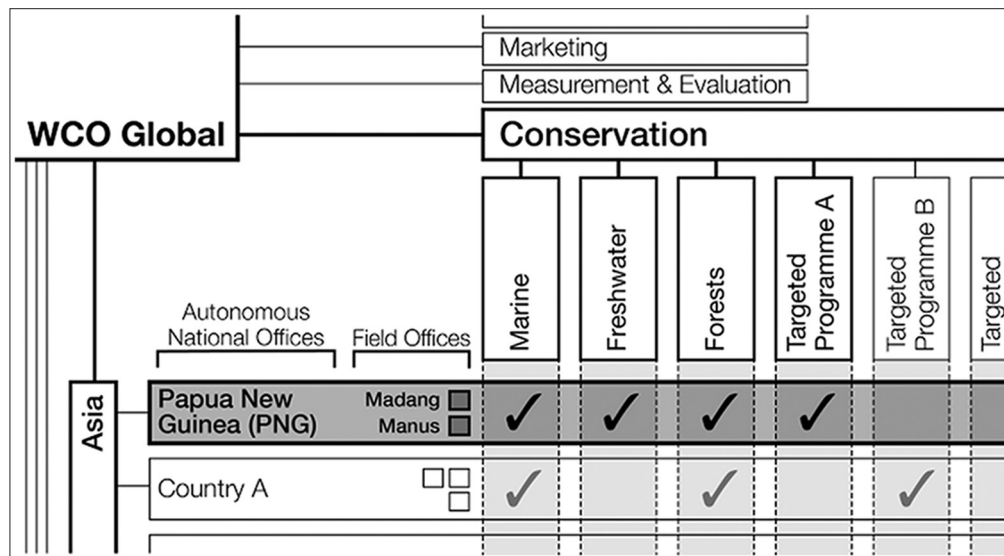 Marketing
Measurement & Evaluation
WCO Global
Conservation
Marine
Freshwater
Forests
Targeted
Programme A
Targeted
Programme B
Targeted
Autonomous
National Offices
Field Offices
Asia
Papua New
Guinea (PNG)
Madang
Manus
Country A